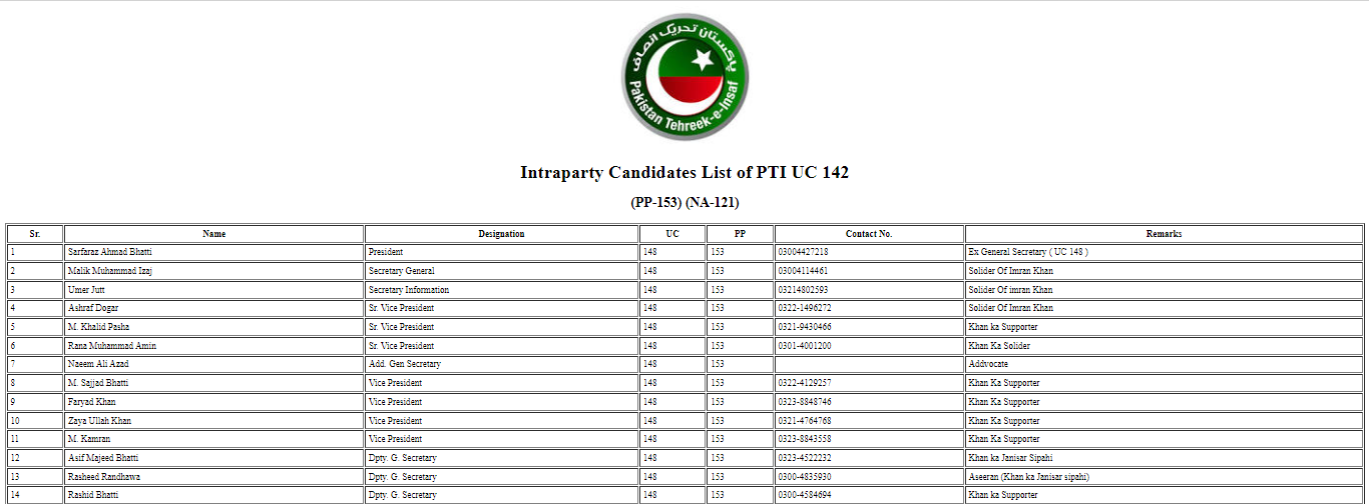 پاکستان تحریک انصاف
Pakistan Tehreek-e-Insaf
Intraparty Candidates List of PTI UC 142
(PP-153) (NA-121)
Sr. Name Designation UC PP Contact No. Remarks
1 Sarfaraz Ahmad Bhatti President 148 153 03004427218 Ex General Secretary ( UC 148 )
2 Malik Muhammad Izaj Secretary General 148 153 03004114461 Solider Of Imran Khan
3 Umer Jutt Secretary Information 148 153 03214802593 Solider Of imran Khan
4 Ashraf Dogar Sr. Vice President 148 153 0322-1496272 Solider Of Imran Khan
5 M. Khalid Pasha Sr. Vice President 148 153 0321-9430466 Khan ka Supporter
6 Rana Muhammad Amin Sr. Vice President 148 153 0301-4001200 Khan Ka Solider
7 Naeem Ali Azad Add. Gen Secretary 148 153 Addvocate
8 M. Sajjad Bhatti Vice President 148 153 0322-4129257 Khan Ka Supporter
9 Faryad Khan Vice President 148 153 0323-8848746 Khan Ka Supporter
10 Zaya Ullah Khan Vice President 148 153 0321-4764768 Khan Ka Supporter
11 M. Kamran Vice President 148 153 0323-8843558 Khan Ka Supporter
12 Asif Majeed Bhatti Dpty. G. Secretary 148 153 0323-4522232 Khan ka Janisar Sipahi
13 Rasheed Randhawa Dpty. G. Secretary 148 153 0300-4835930 Aseeran (Khan ka Janisar sipahi)
14 Rashid Bhatti Dpty. G. Secretary 148 153 0300-4584694 Khan ka Supporter